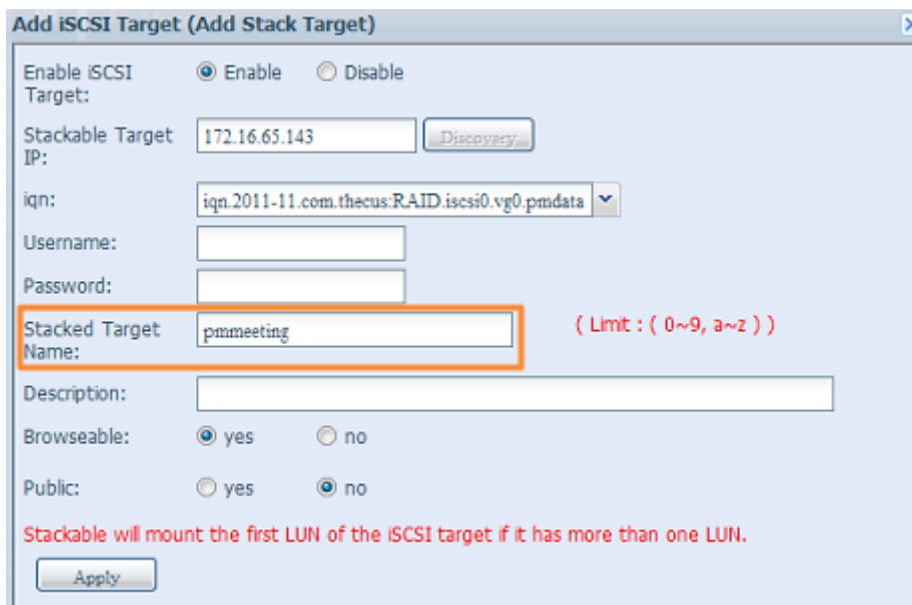 Add iSCSI Target (Add Stack Target)
Enable iSCSI Target: Enable Disable
Stackable Target IP: 172.16.65.143 Discovery
iqn: iqn.2011-11.com.thecus:RAID.iscsi0.vg0.pmdata
Username:
Password:
Stacked Target Name: pmmeeting ( Limit : ( 0~9, a~z ) )
Description:
Browseable: yes no
Public: yes no
Stackable will mount the first LUN of the iSCSI target if it has more than one LUN.
Apply